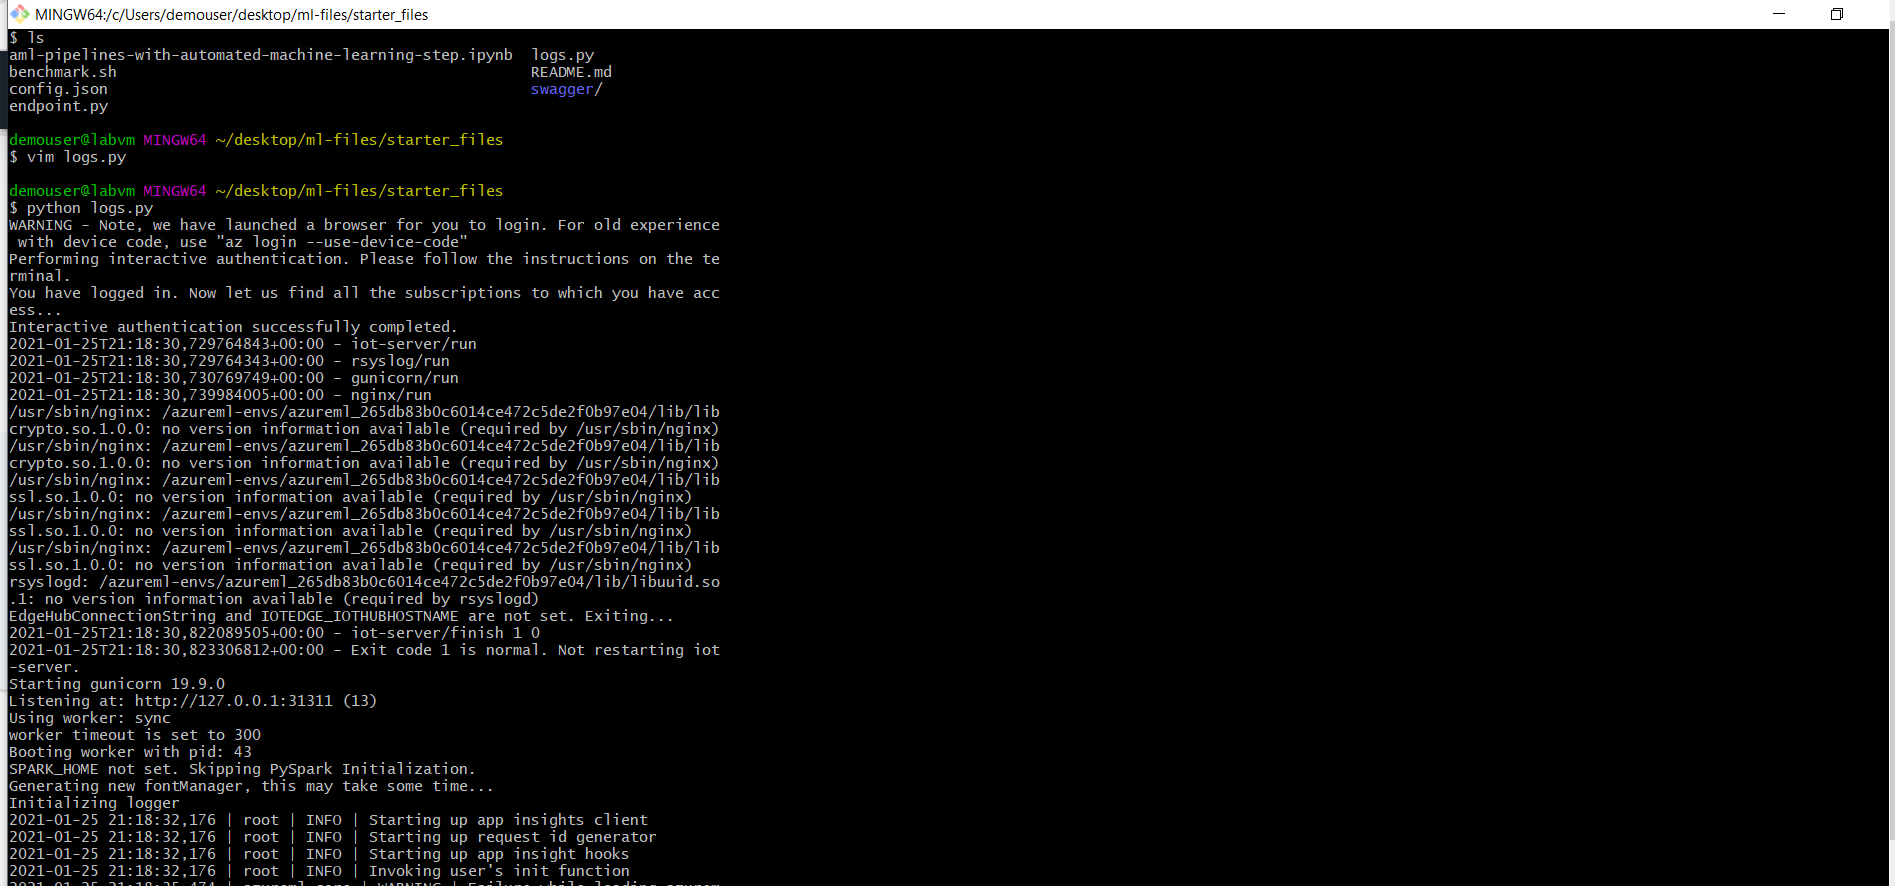 MINGW64:/c/Users/demouser/desktop/ml-files/starter_files
$ ls
aml-pipelines-with-automated-machine-learning-step.ipynb  logs.py
benchmark.sh                                              README.md
config.json                                               swagger/
endpoint.py
demouser@labvm MINGW64 ~/desktop/ml-files/starter_files
$ vim logs.py
demouser@labvm MINGW64 ~/desktop/ml-files/starter_files
$ python logs.py
WARNING - Note, we have launched a browser for you to login. For old experience
 with device code, use "az login --use-device-code"
Performing interactive authentication. Please follow the instructions on the te
rminal.
You have logged in. Now let us find all the subscriptions to which you have acc
ess...
Interactive authentication successfully completed.
2021-01-25T21:18:30,729764843+00:00 - iot-server/run
2021-01-25T21:18:30,729764343+00:00 - rsyslog/run
2021-01-25T21:18:30,730769749+00:00 - gunicorn/run
2021-01-25T21:18:30,739984005+00:00 - nginx/run
/usr/sbin/nginx: /azureml-envs/azureml_265db83b0c6014ce472c5de2f0b97e04/lib/lib
crypto.so.1.0.0: no version information available (required by /usr/sbin/nginx)
/usr/sbin/nginx: /azureml-envs/azureml_265db83b0c6014ce472c5de2f0b97e04/lib/lib
crypto.so.1.0.0: no version information available (required by /usr/sbin/nginx)
/usr/sbin/nginx: /azureml-envs/azureml_265db83b0c6014ce472c5de2f0b97e04/lib/lib
ssl.so.1.0.0: no version information available (required by /usr/sbin/nginx)
/usr/sbin/nginx: /azureml-envs/azureml_265db83b0c6014ce472c5de2f0b97e04/lib/lib
ssl.so.1.0.0: no version information available (required by /usr/sbin/nginx)
/usr/sbin/nginx: /azureml-envs/azureml_265db83b0c6014ce472c5de2f0b97e04/lib/lib
ssl.so.1.0.0: no version information available (required by /usr/sbin/nginx)
rsyslogd: /azureml-envs/azureml_265db83b0c6014ce472c5de2f0b97e04/lib/libuuid.so
.1: no version information available (required by rsyslogd)
EdgeHubConnectionString and IOTEDGE_IOTHUBHOSTNAME are not set. Exiting...
2021-01-25T21:18:30,822089505+00:00 - iot-server/finish 1 0
2021-01-25T21:18:30,823306812+00:00 - Exit code 1 is normal. Not restarting iot
-server.
Starting gunicorn 19.9.0
Listening at: http://127.0.0.1:31311 (13)
Using worker: sync
worker timeout is set to 300
Booting worker with pid: 43
SPARK_HOME not set. Skipping PySpark Initialization.
Generating new fontManager, this may take some time...
Initializing logger
2021-01-25 21:18:32,176 | root | INFO | Starting up app insights client
2021-01-25 21:18:32,176 | root | INFO | Starting up request id generator
2021-01-25 21:18:32,176 | root | INFO | Starting up app insight hooks
2021-01-25 21:18:32,176 | root | INFO | Invoking user's init function